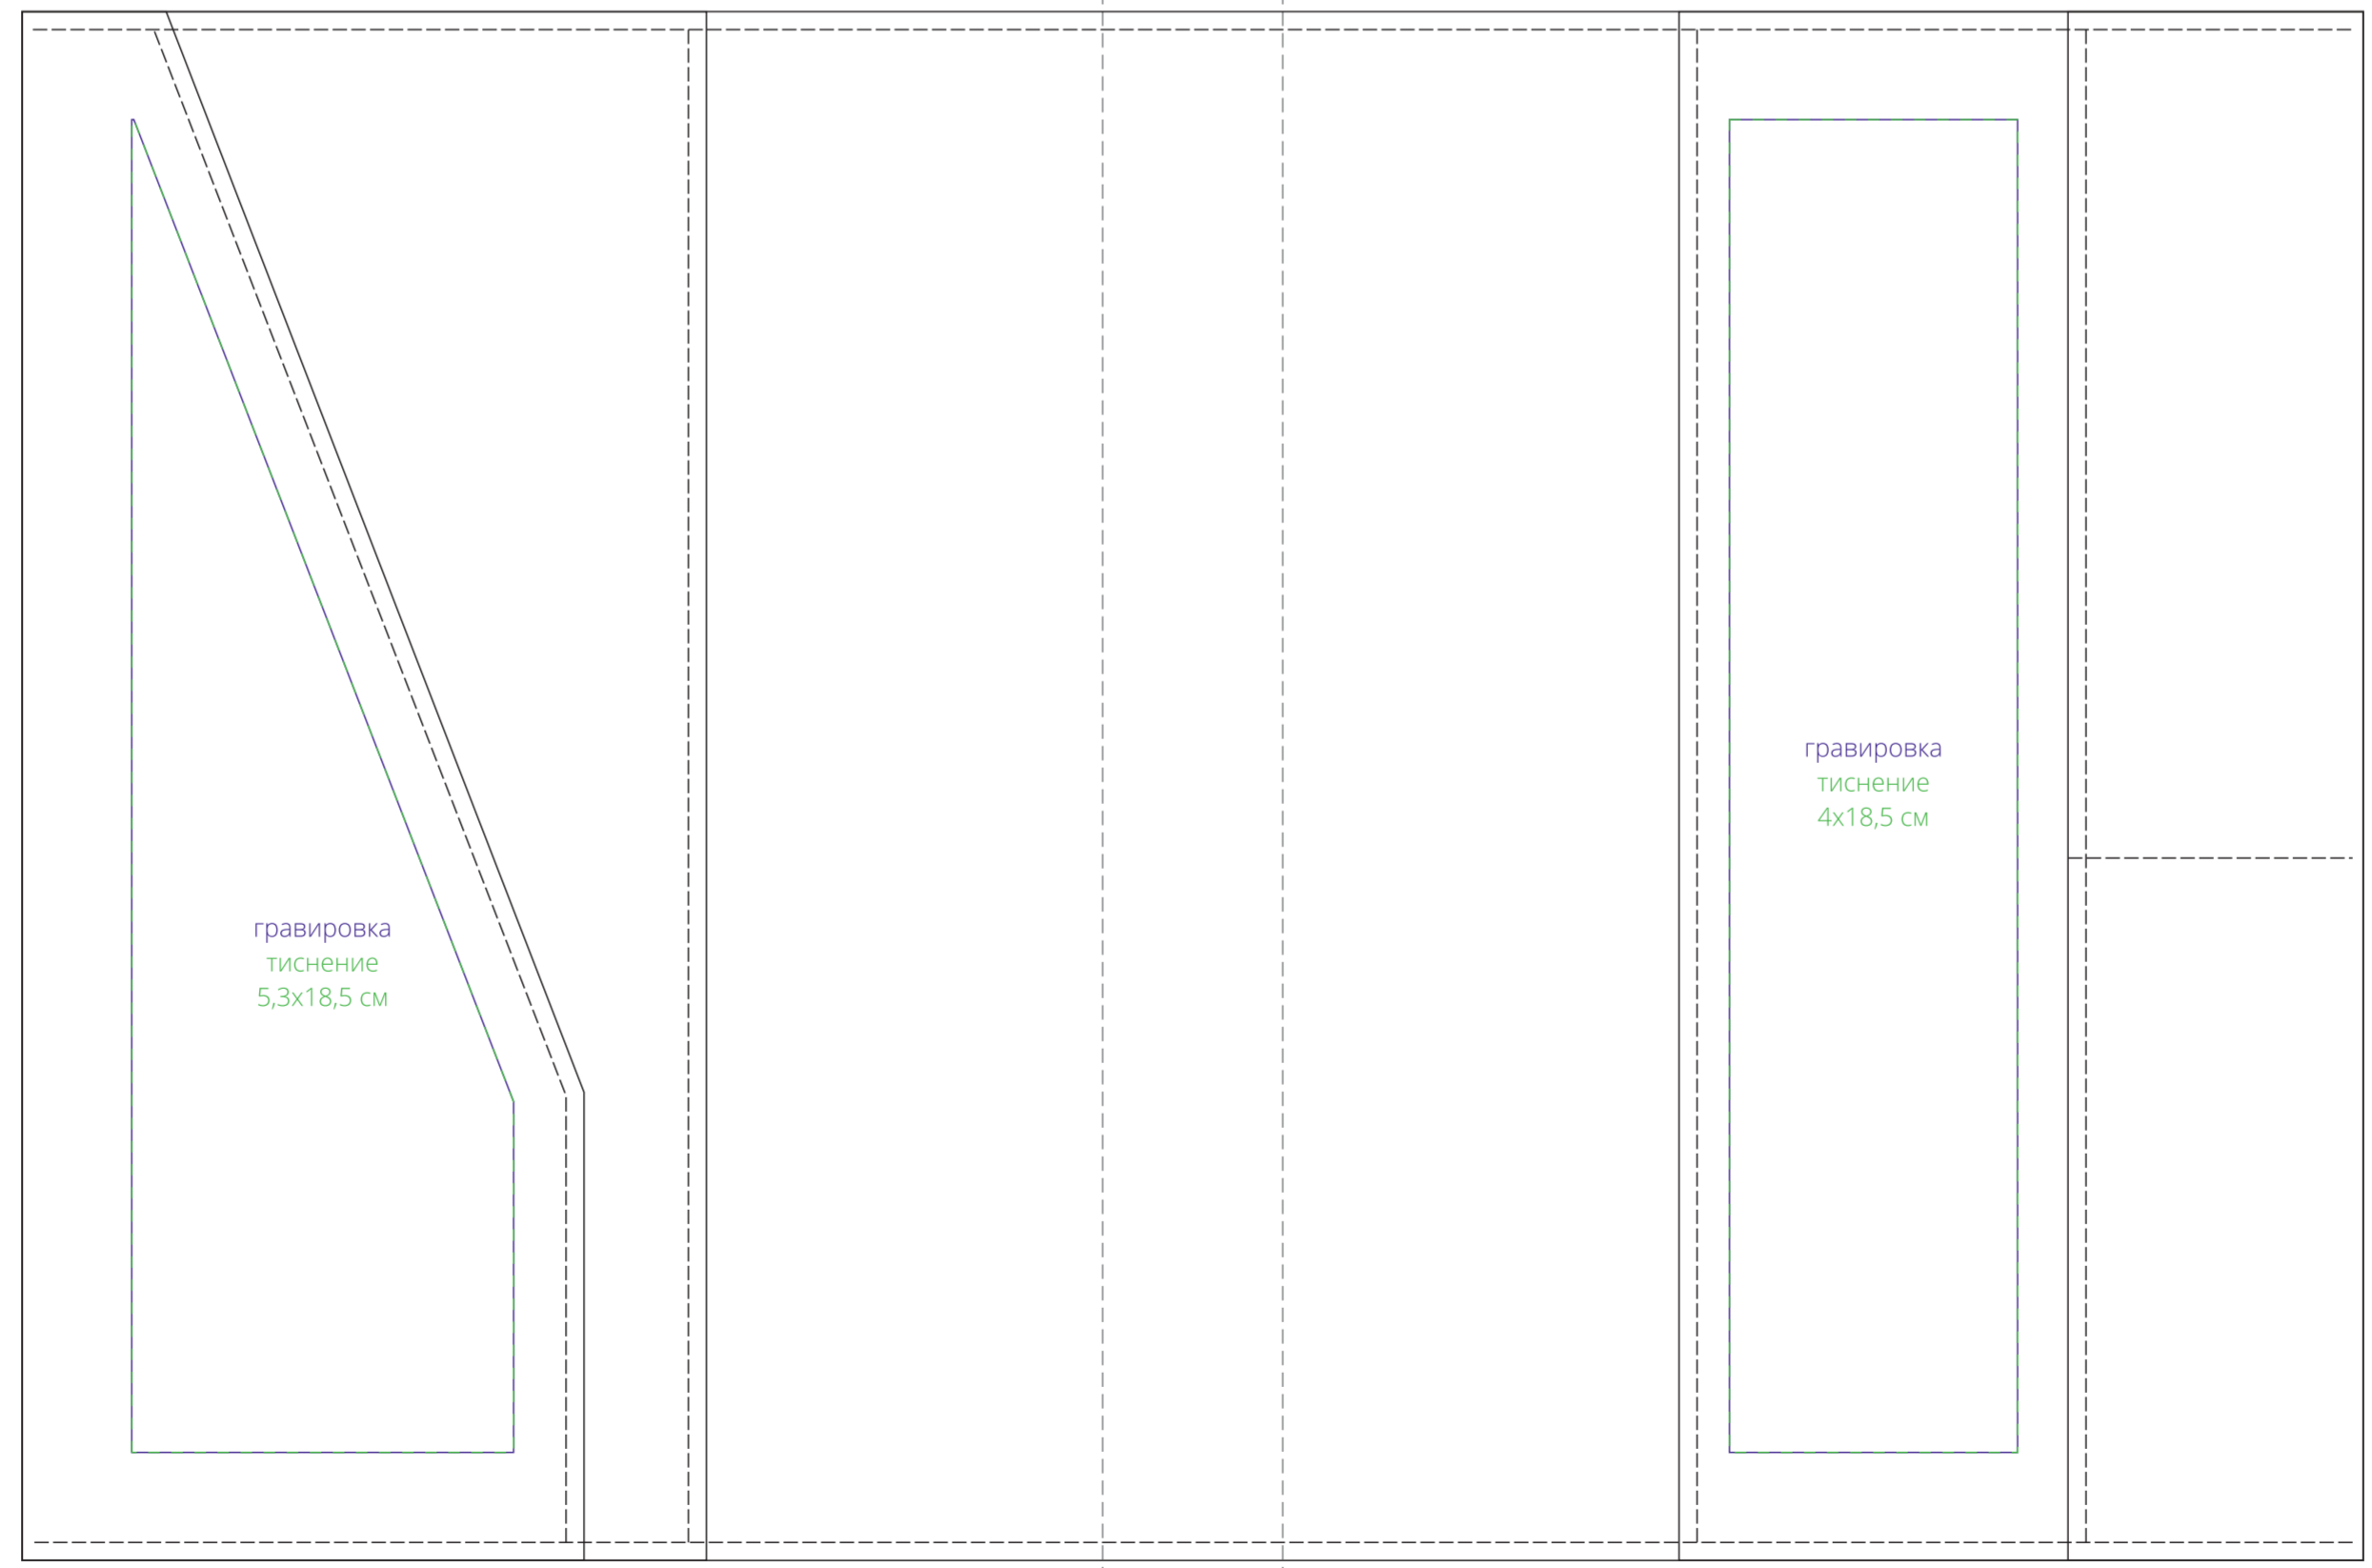 гравировка
тиснение
5,3х18,5 см
гравировка
тиснение
4х18,5 см